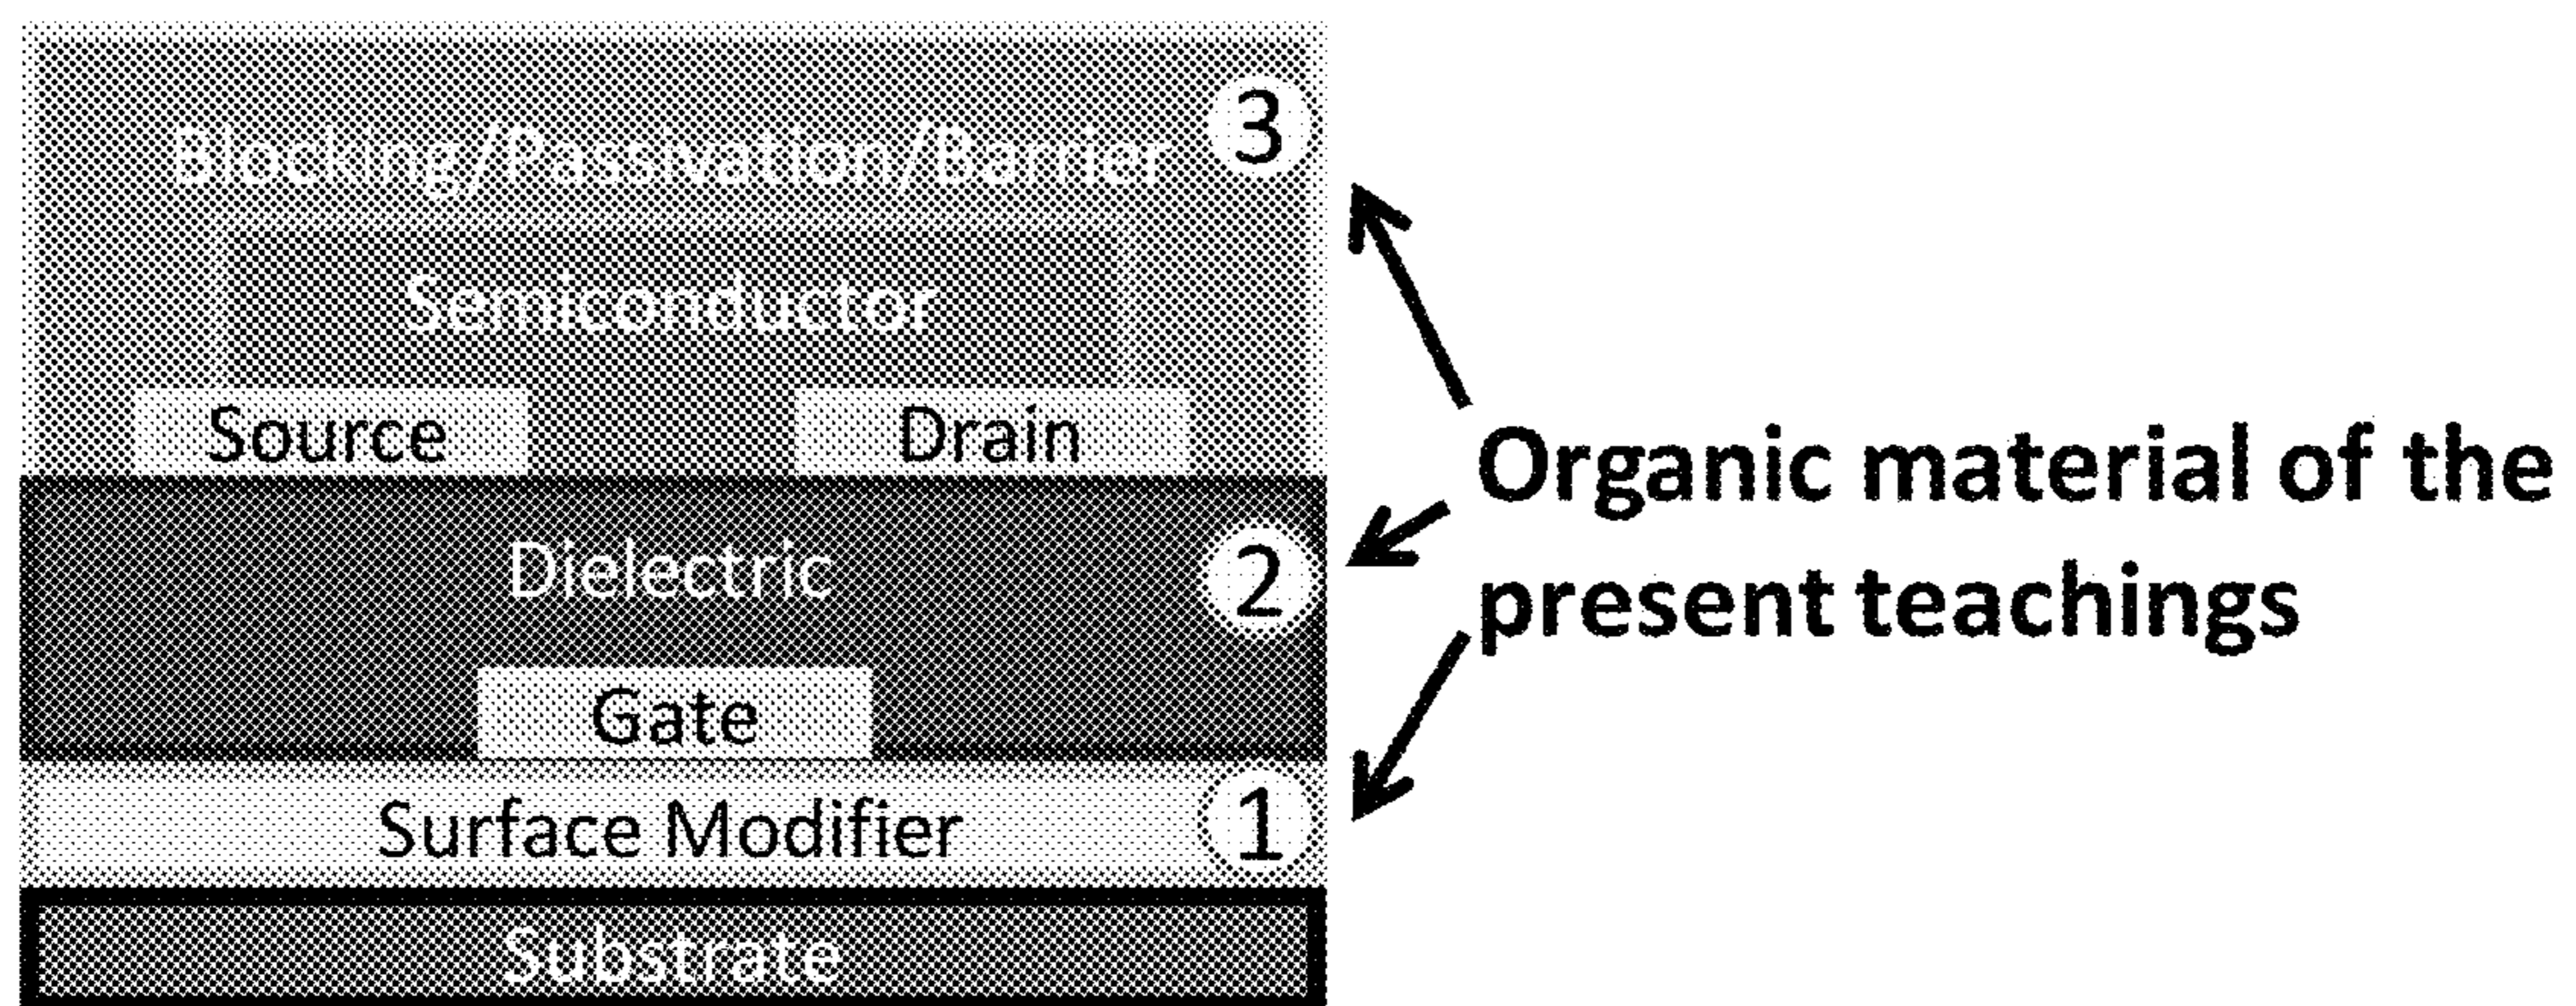 Blocking/Passivation/Barrier
3
Semiconductor
Source
Drain
Organic material of the
present teachings
Dielectric
2
Gate
Surface Modifier
1
Substrate